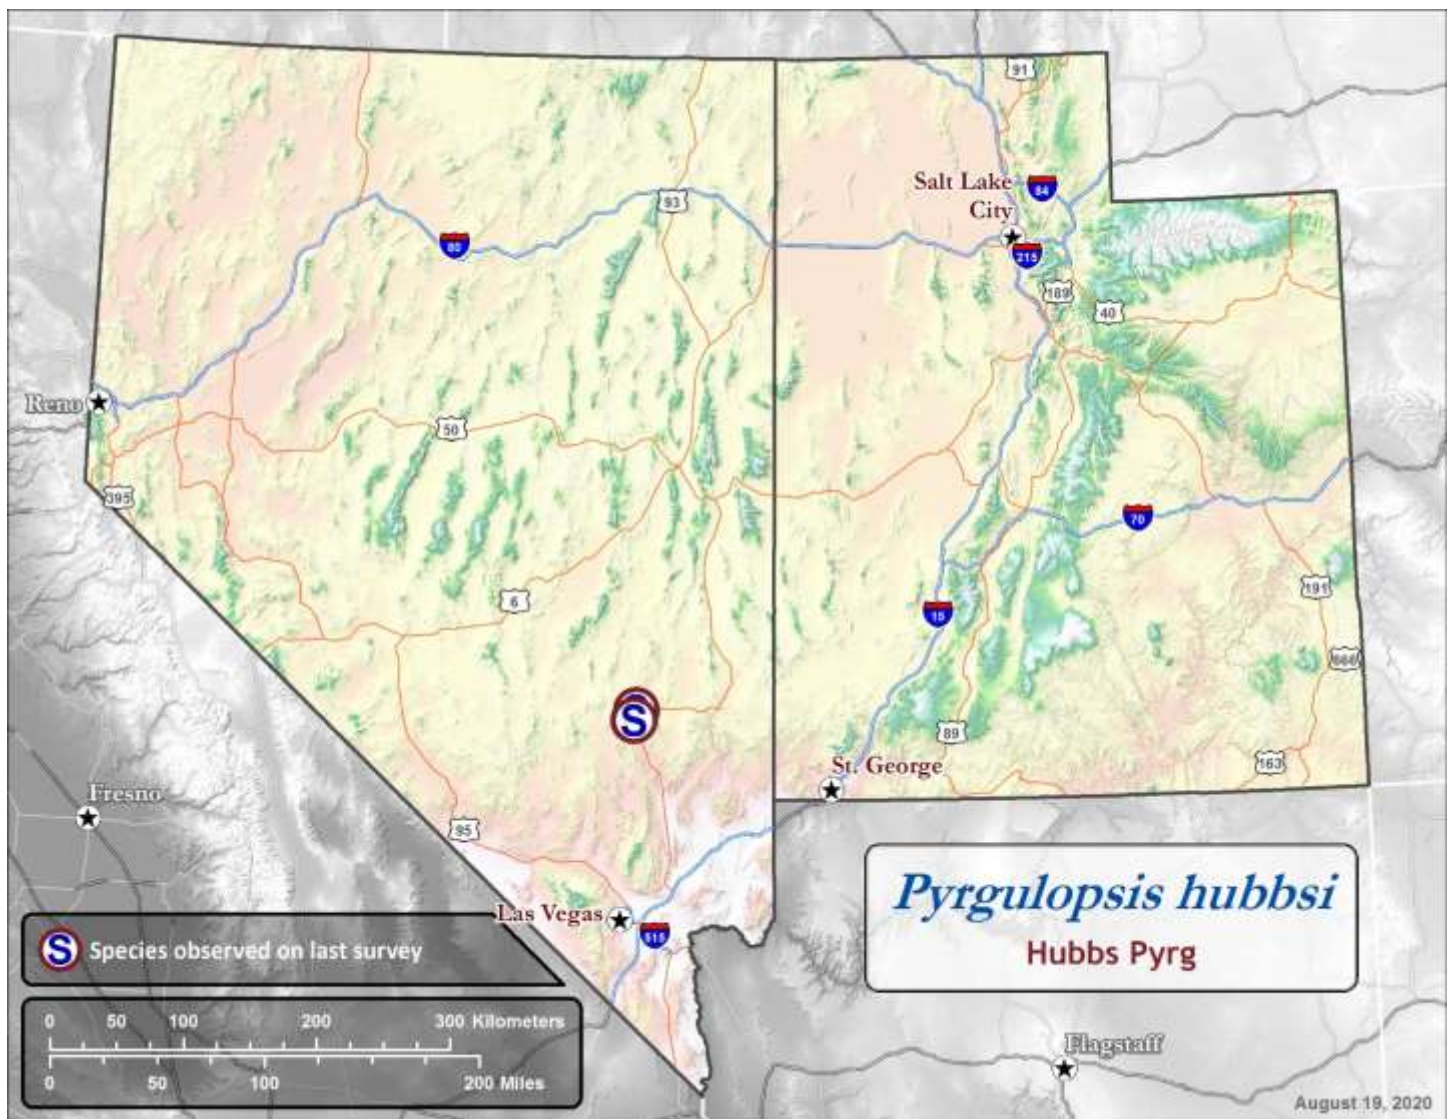 91
Salt Lake
City
84
93
80
215
189
40
Reno
50
395
70
6
191
15
666
S
89
St. George
163
Fresno
95
Pyrgulopsis hubbsi
Hubbs Pyrg
Las Vegas
515
S Species observed on last survey
0 50 100 200 300 Kilometers
0 50 100 200 Miles
Flagstaff
August 19, 2020